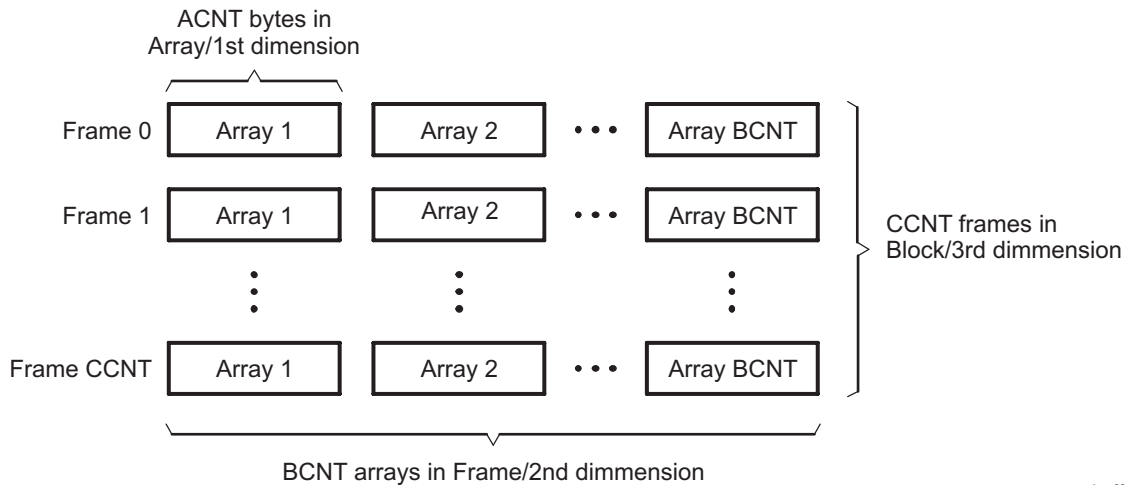 ACNT bytes in
Array/1st dimension
Frame 0 Array 1 Array 2 Array BCNT
Frame 1 Array 1 Array 2 Array BCNT
CCNT frames in
Block/3rd dimmension
Frame CCNT Array 1 Array 2 Array BCNT
BCNT arrays in Frame/2nd dimmension